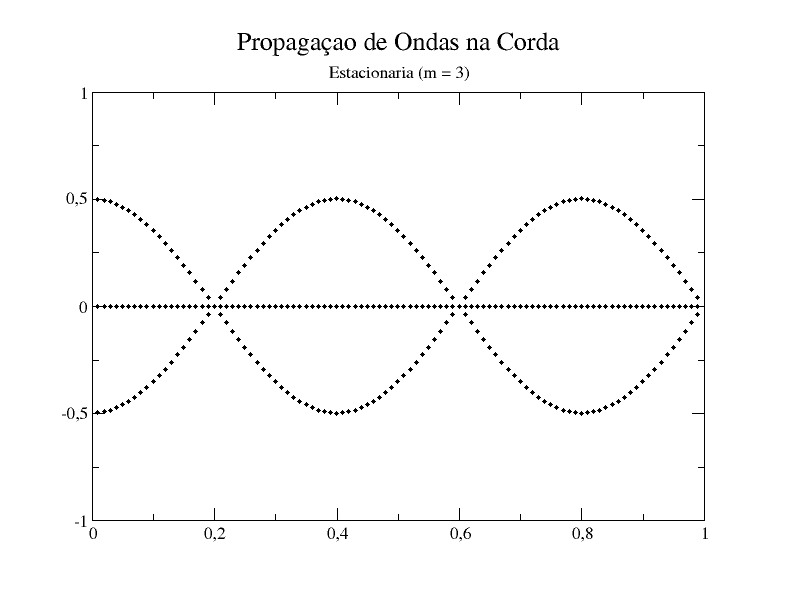 Propagaçao de Ondas na Corda
Estacionaria (m = 3)
1
0,5
0
-0,5
-1
0 0,2 0,4 0,6 0,8 1